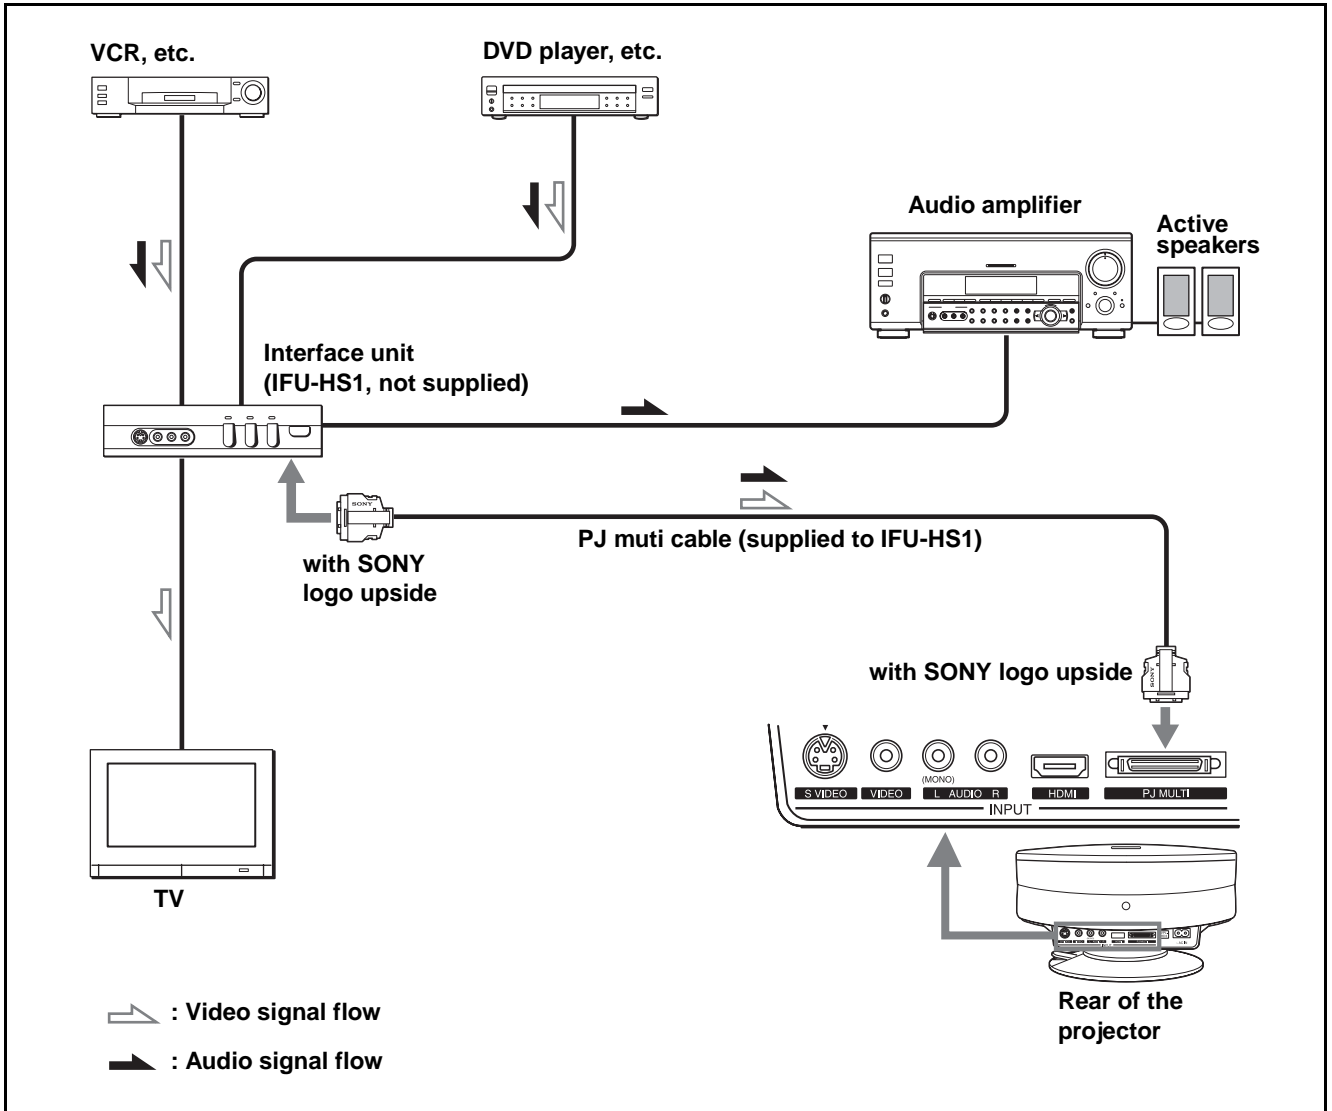 VCR, etc.
DVD player, etc.
Audio amplifier
Active
speakers
Interface unit
(IFU-HS1, not supplied)
SONY
PJ muti cable (supplied to IFU-HS1)
with SONY
logo upside
with SONY logo upside
SONY
(MONO)
S VIDEO
VIDEO
L AUDIO R
HDMI
PJ MULTI
INPUT
TV
Rear of the
projector
: Video signal flow
: Audio signal flow